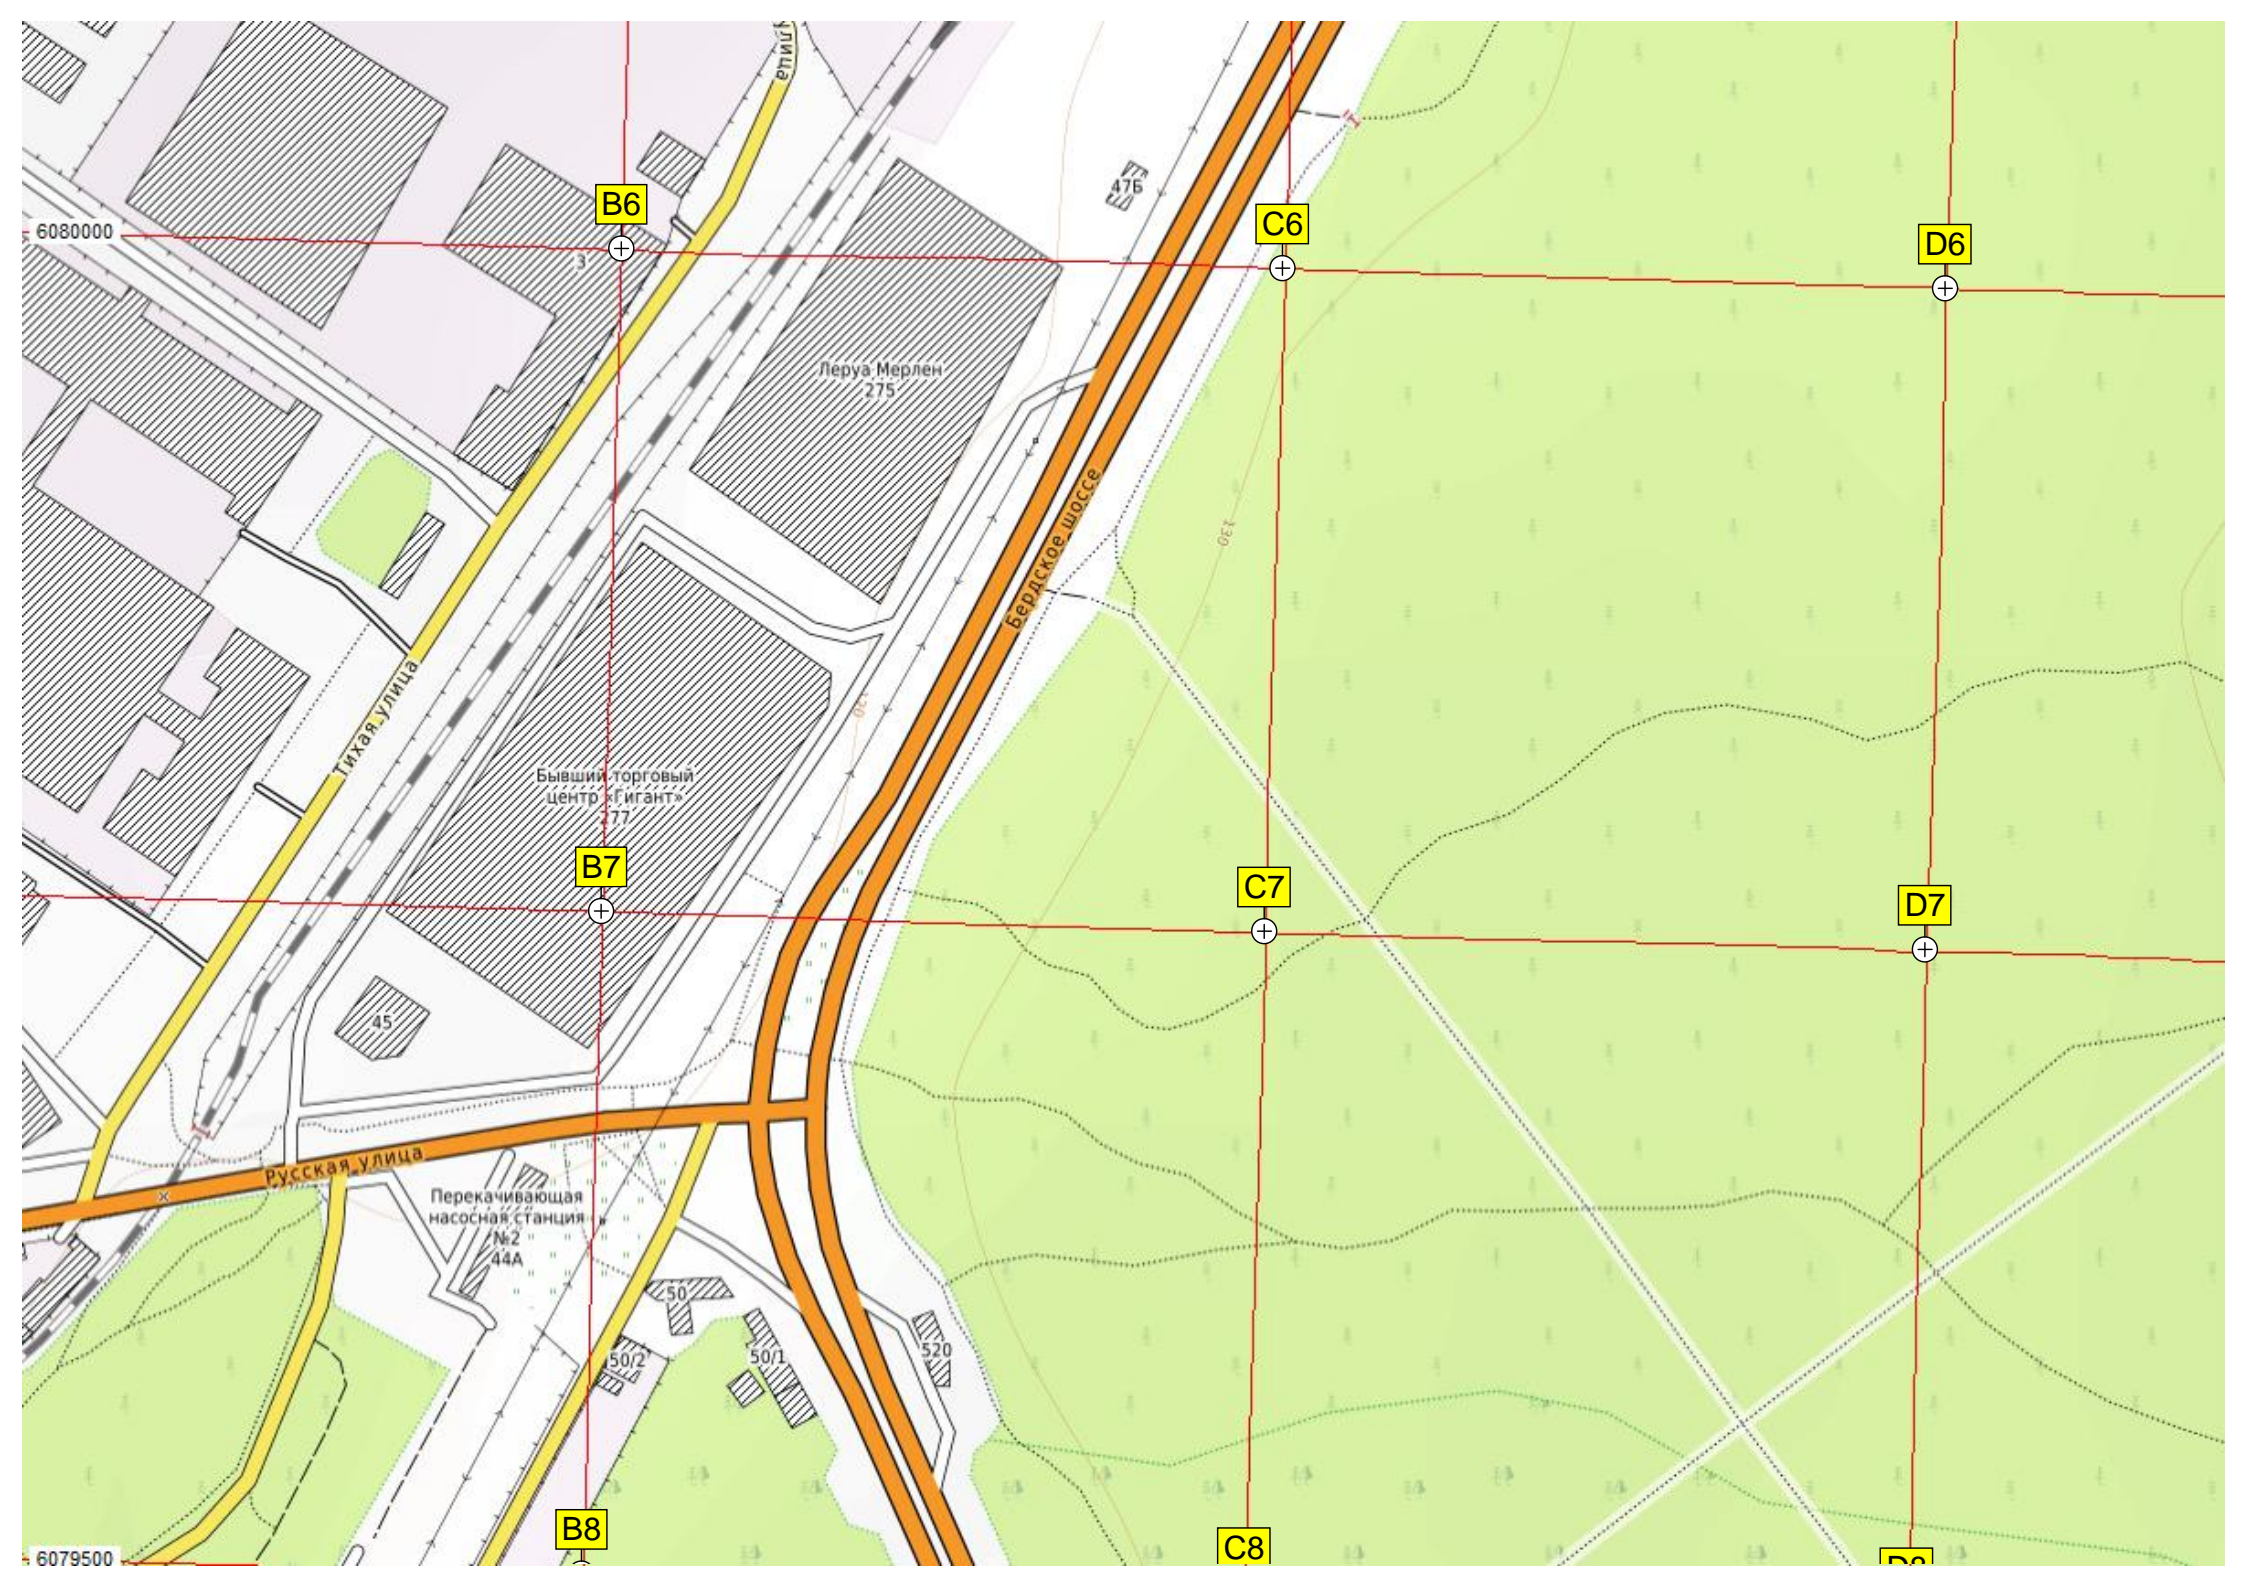 улица
B6
47Б
C6
D6
6080000
3
Леруа Мерлен
275
130
Бердское шоссе
Тихая улица
30
Бывший торговый
центр «Гигант»
277
B7
C7
D7
45
Русская улица
Перекачивающая
насосная станция
№2
44А
50
50/2
50/1
520
B8
C8
D8
6079500